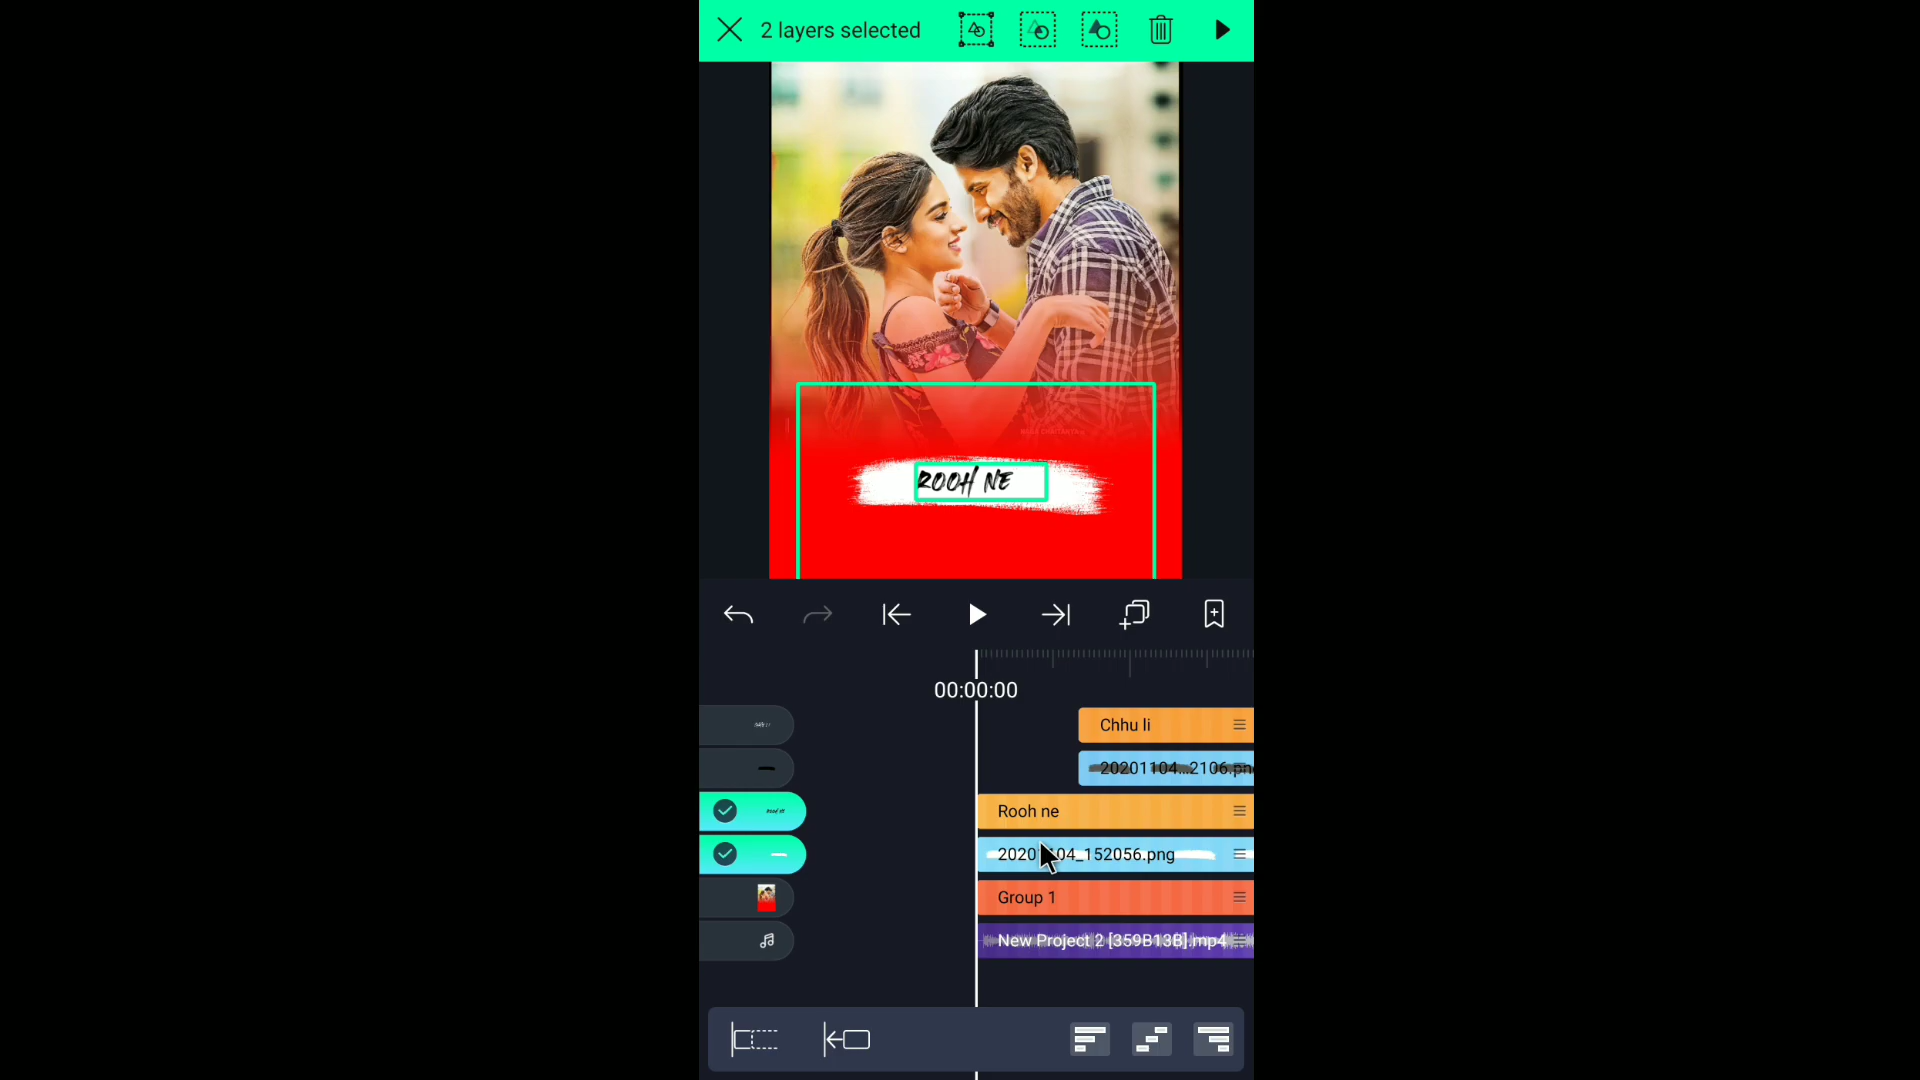 2 layers selected
ROOH NE
00:00:00
Chhu li
20201104...2106.png
Rooh ne
20201104_152056.png
Group 1
New Project 2 [359B13B].mp4